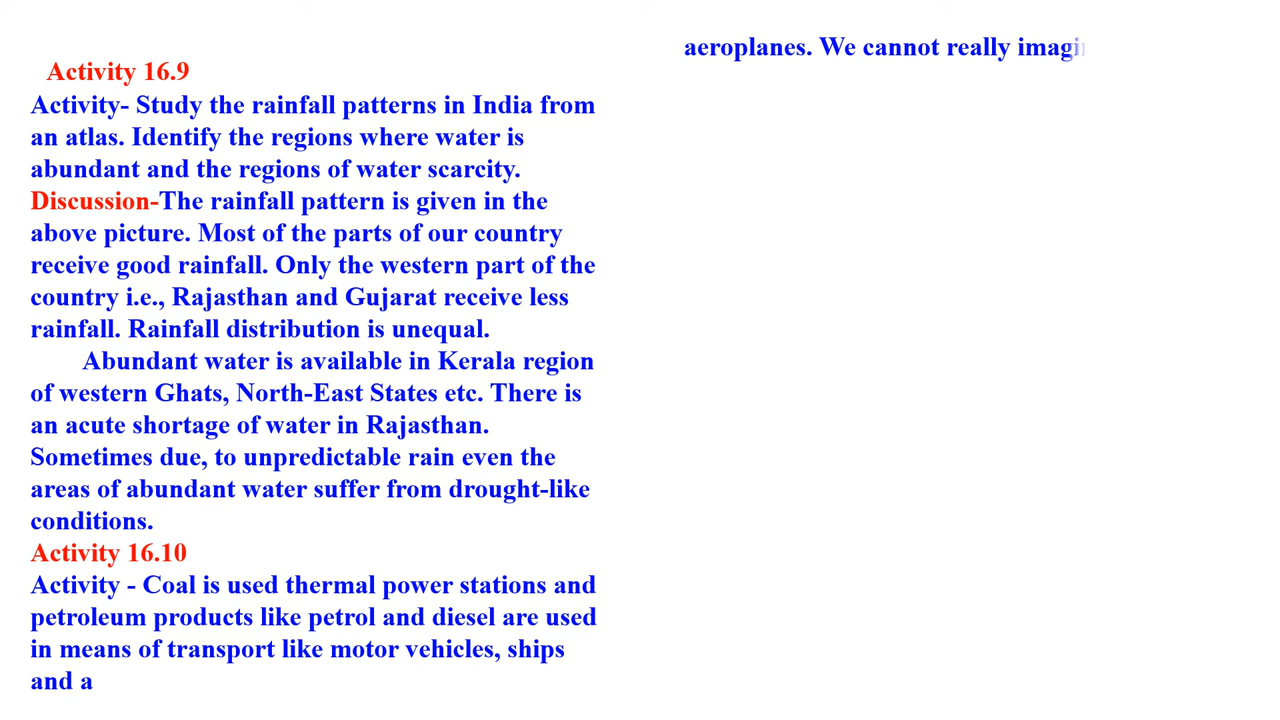 Activity 16.9
Activity- Study the rainfall patterns in India from
an atlas. Identify the regions where water is
abundant and the regions of water scarcity.
Discussion-The rainfall pattern is given in the
above picture. Most of the parts of our country
receive good rainfall. Only the western part of the
country i.e., Rajasthan and Gujarat receive less
rainfall. Rainfall distribution is unequal.
Abundant water is available in Kerala region
of western Ghats, North-East States etc. There is
an acute shortage of water in Rajasthan.
Sometimes due, to unpredictable rain even the
areas of abundant water suffer from drought-like
conditions.
Activity 16.10
Activity - Coal is used thermal power stations and
petroleum products like petrol and diesel are used
in means of transport like motor vehicles, ships
and a
aeroplanes. We cannot really